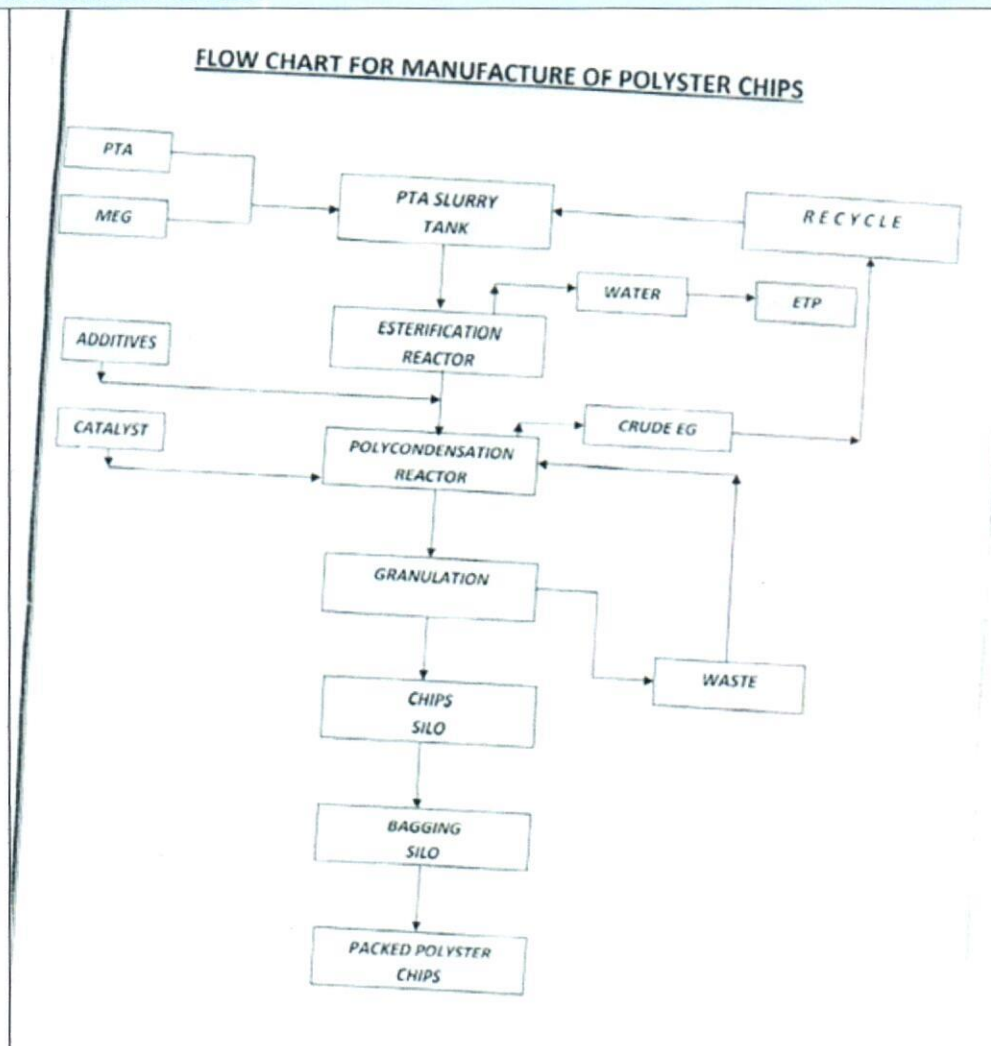 FLOW CHART FOR MANUFACTURE OF POLYSTER CHIPS
PTA
MEG
PTA SLURRY
TANK
R E C Y C L E
WATER
ETP
ESTERIFICATION
REACTOR
ADDITIVES
CATALYST
CRUDE EG
POLYCONDENSATION
REACTOR
GRANULATION
WASTE
CHIPS
SILO
BAGGING
SILO
PACKED POLYSTER
CHIPS